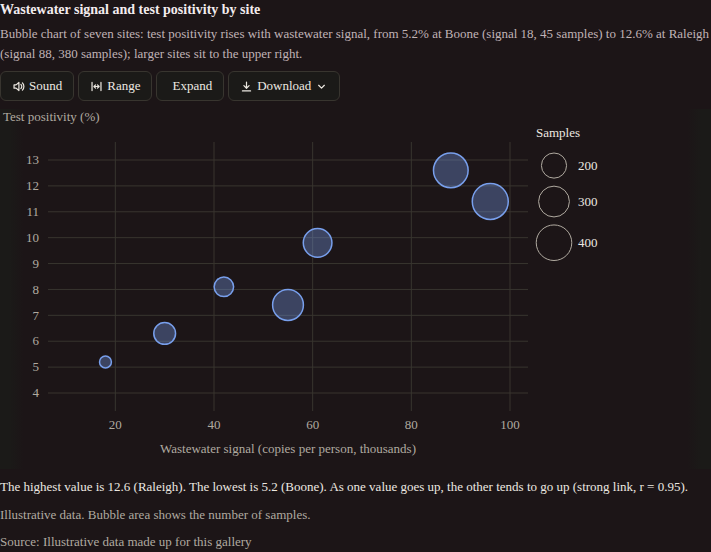 Wastewater signal and test positivity by site
Bubble chart of seven sites: test positivity rises with wastewater signal, from 5.2% at Boone (signal 18, 45 samples) to 12.6% at Raleigh
(signal 88, 380 samples); larger sites sit to the upper right.
Sound Range Expand Download
Test positivity (%)
Samples
13
12
11
10
9
8
7
6
5
4
200
300
400
20 40 60 80 100
Wastewater signal (copies per person, thousands)
The highest value is 12.6 (Raleigh). The lowest is 5.2 (Boone). As one value goes up, the other tends to go up (strong link, r = 0.95).
Illustrative data. Bubble area shows the number of samples.
Source: Illustrative data made up for this gallery